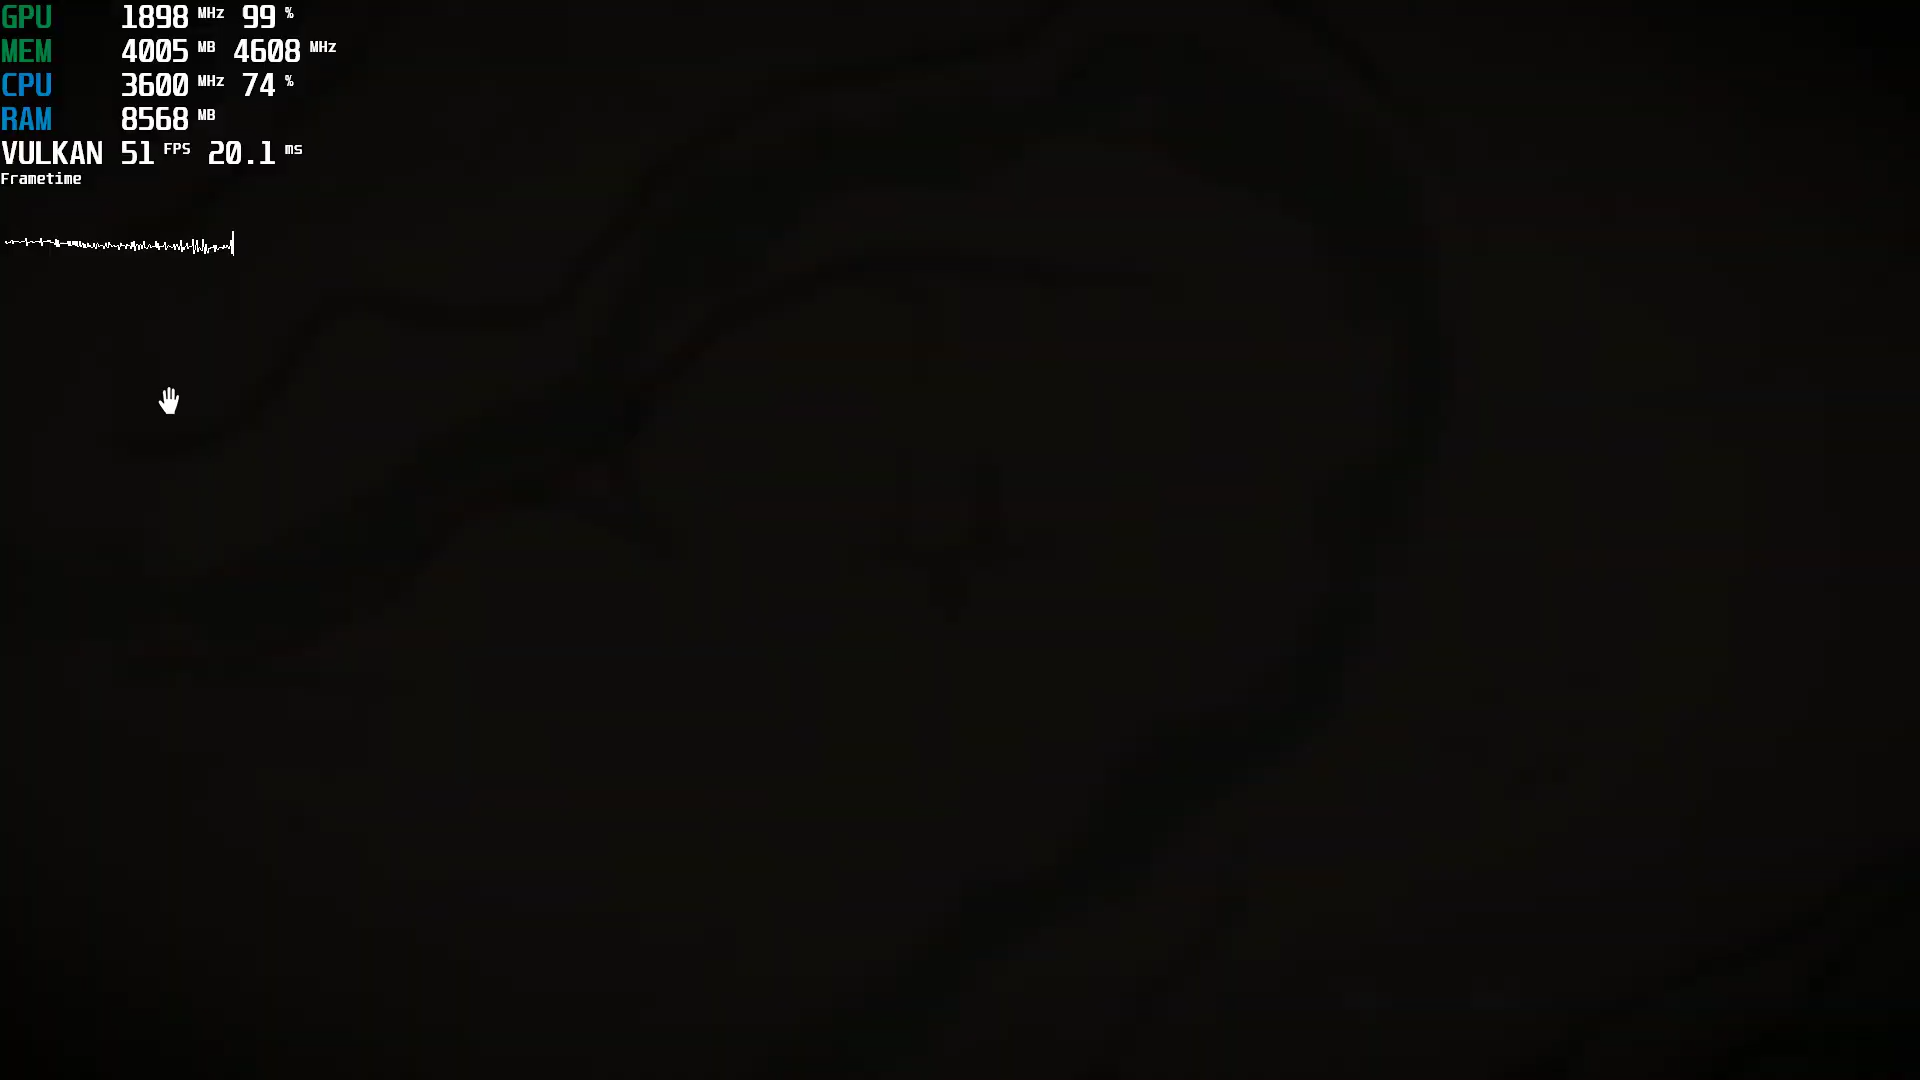 GPU 1898 MHz 99 %
MEM 4005 MB 4608 MHz
CPU 3600 MHz 74 %
RAM 8568 MB
VULKAN 51 FPS 20.1 ms
Frametime